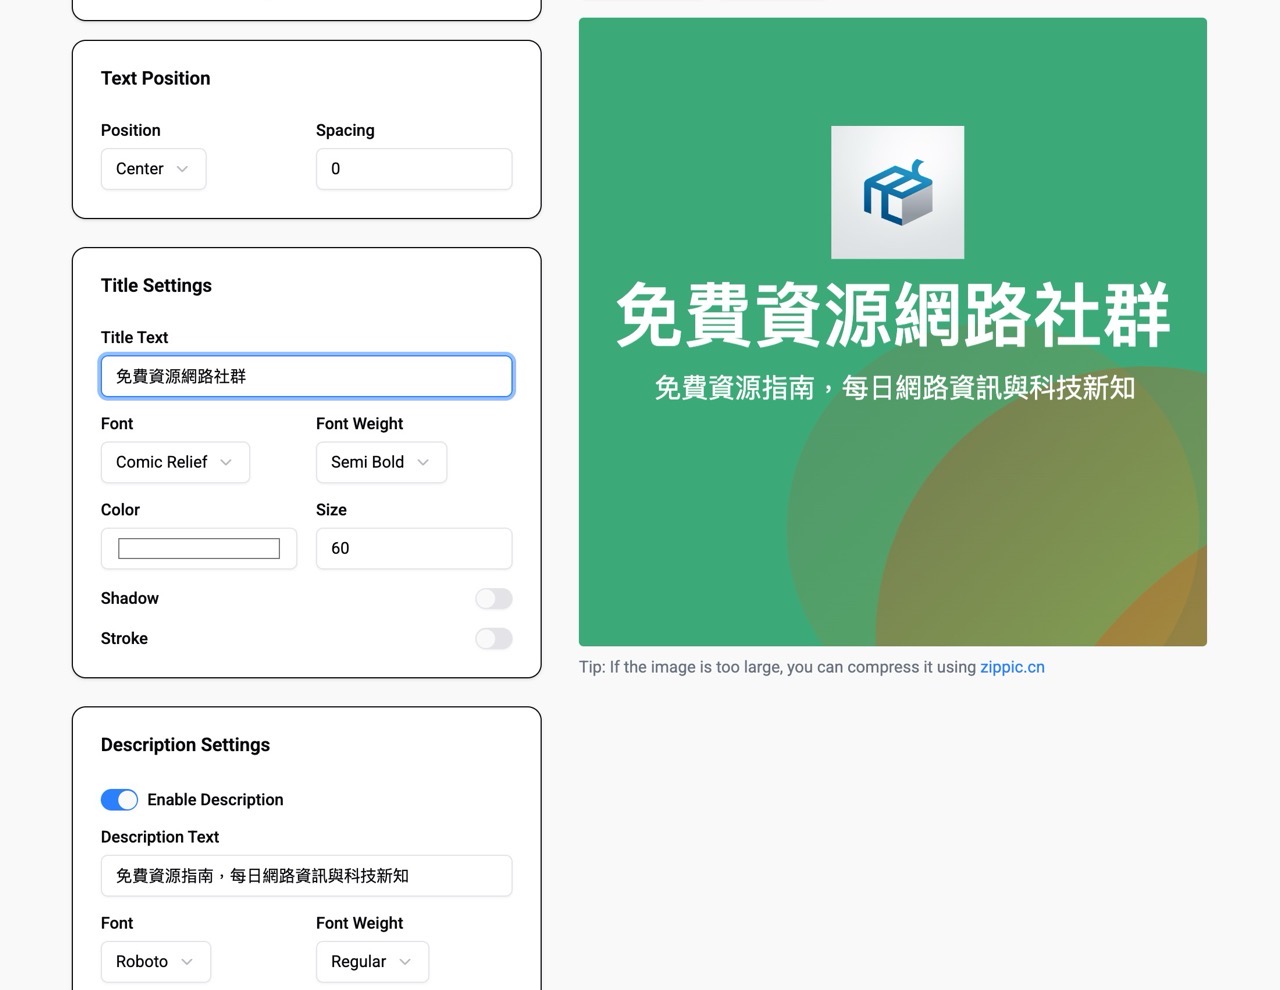 Text Position
Position
Spacing
Center
0
Title Settings
Title Text
免費資源網路社群
Font
Font Weight
Comic Relief
Semi Bold
Color
Size
60
Shadow
Stroke
Description Settings
Enable Description
Description Text
免費資源指南，每日網路資訊與科技新知
Font
Font Weight
Roboto
Regular
免費資源網路社群
免費資源指南，每日網路資訊與科技新知
Tip: If the image is too large, you can compress it using zippic.cn